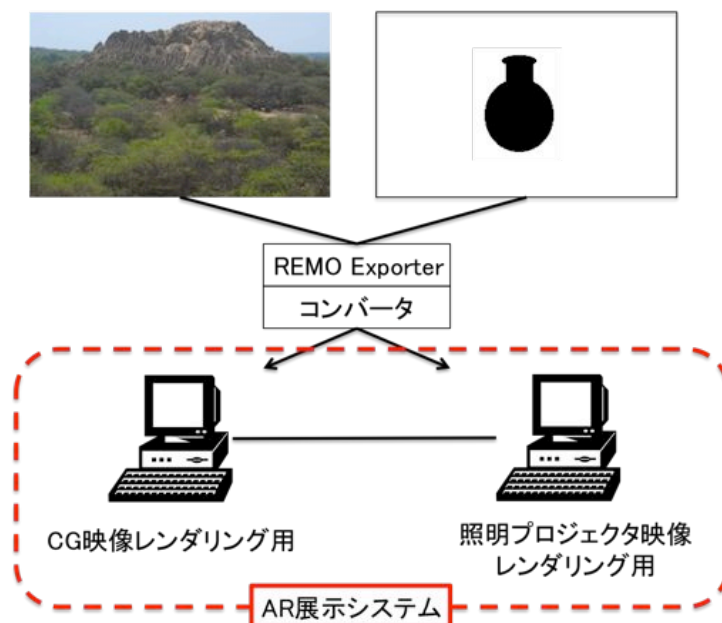 REMO Exporter
コンバータ
CG映像レンダリング用
照明プロジェクタ映像
レンダリング用
AR展示システム